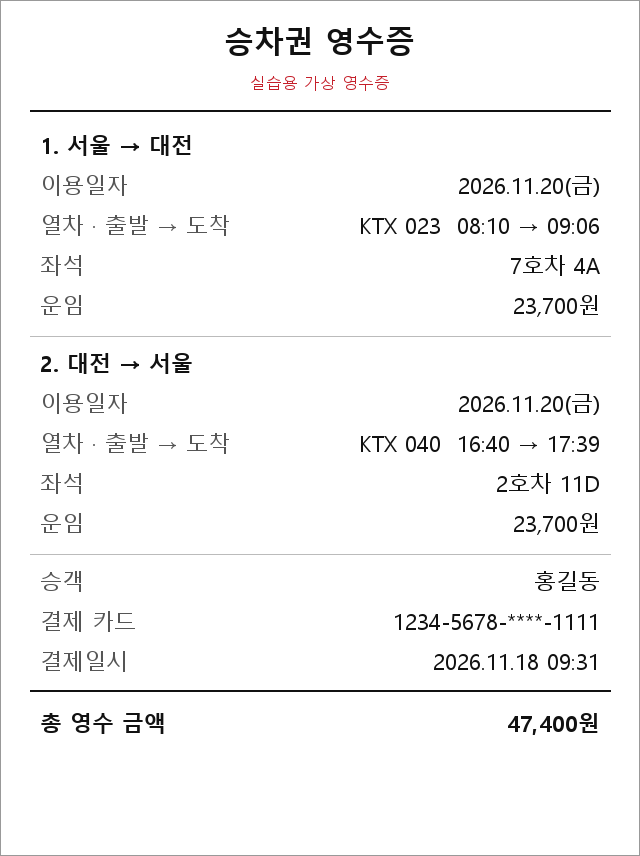 승차권 영수증
실습용 가상 영수증
1. 서울 → 대전
이용일자 2026.11.20(금)
열차 · 출발 → 도착 KTX 023 08:10 → 09:06
좌석 7호차 4A
운임 23,700원
2. 대전 → 서울
이용일자 2026.11.20(금)
열차 · 출발 → 도착 KTX 040 16:40 → 17:39
좌석 2호차 11D
운임 23,700원
승객 홍길동
결제 카드 1234-5678-****-1111
결제일시 2026.11.18 09:31
총 영수 금액 47,400원